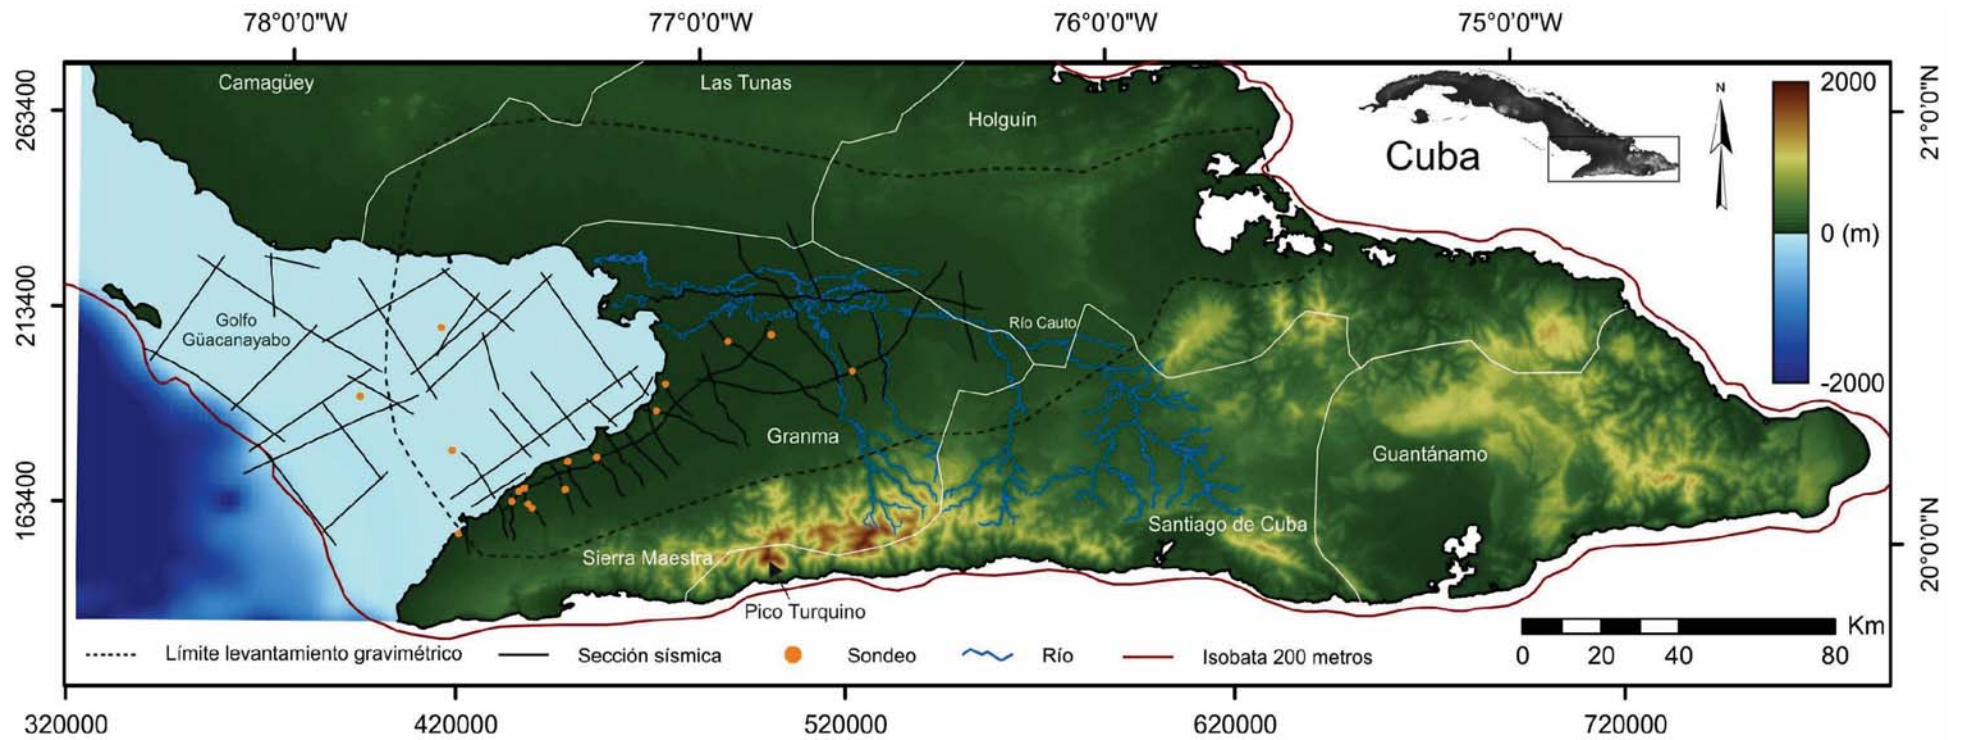 78°0'0"W
77°0'0"W
76°0'0"W
75°0'0"W
263400
213400
163400
21°0'0"N
20°0'0"N
Camagüey
Las Tunas
Holguín
Cuba
N
2000
0 (m)
-2000
Golfo
Güacanayabo
Río Cauto
Granma
Guantánamo
Santiago de Cuba
Sierra Maestra
Pico Turquino
Km
0 20 40 80
Límite levantamiento gravimétrico
Sección sísmica
Sondeo
Río
Isobata 200 metros
320000
420000
520000
620000
720000